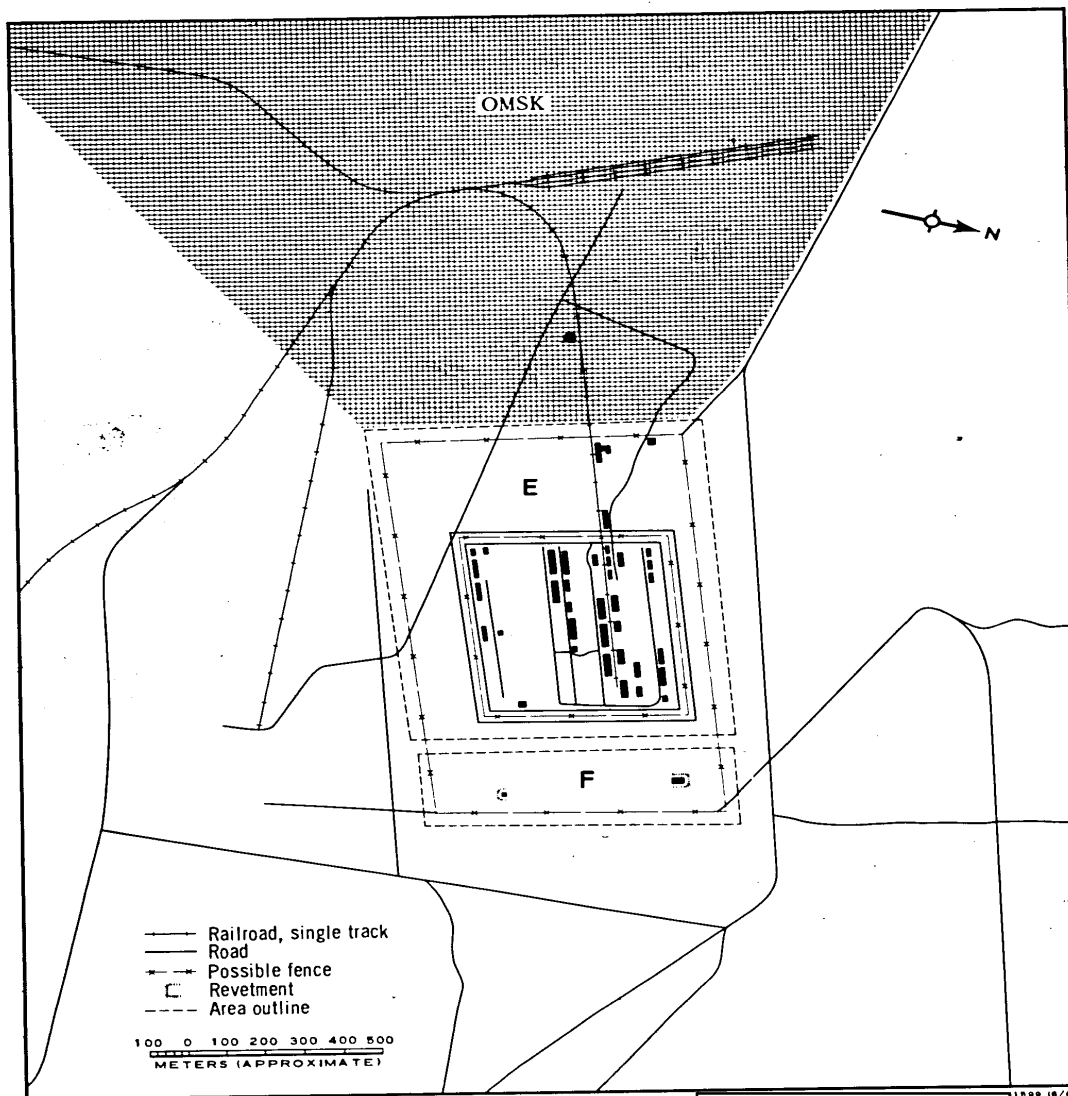 OMSK
N
E
F
Railroad, single track
Road
Possible fence
Revetment
Area outline
100 0 100 200 300 400 500
METERS (APPROXIMATE)